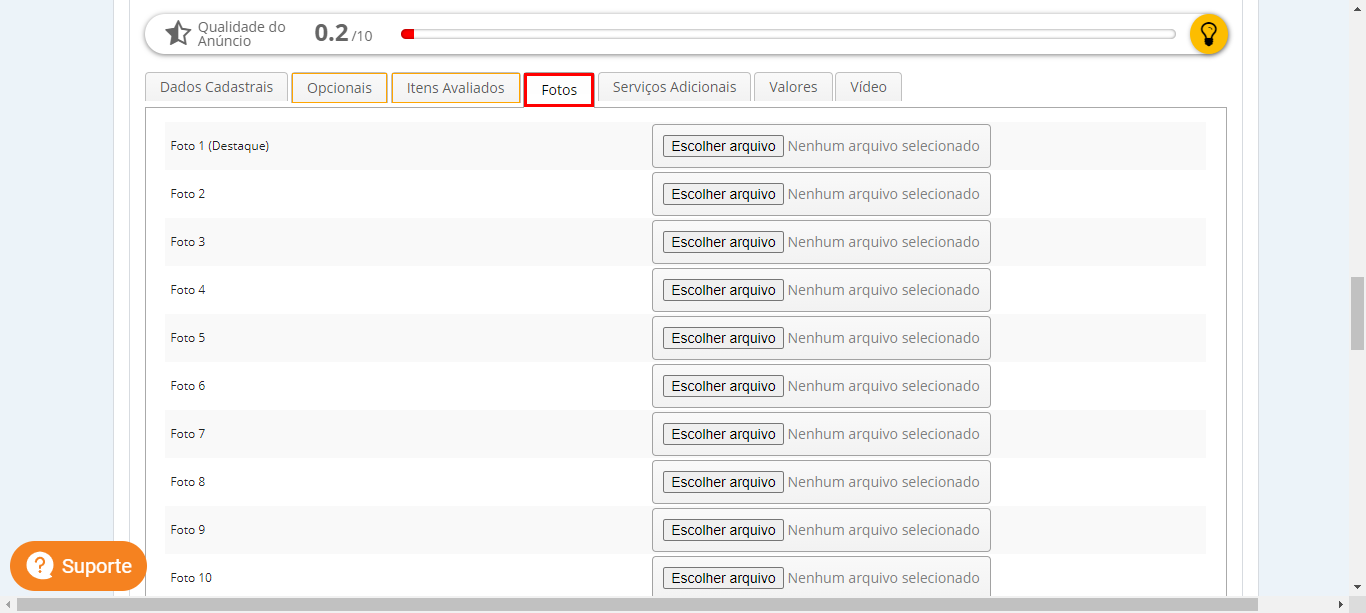 Qualidade do
Anúncio
0.2 /10
Dados Cadastrais Opcionais Itens Avaliados Fotos Serviços Adicionais Valores Vídeo
Foto 1 (Destaque) Escolher arquivo Nenhum arquivo selecionado
Foto 2 Escolher arquivo Nenhum arquivo selecionado
Foto 3 Escolher arquivo Nenhum arquivo selecionado
Foto 4 Escolher arquivo Nenhum arquivo selecionado
Foto 5 Escolher arquivo Nenhum arquivo selecionado
Foto 6 Escolher arquivo Nenhum arquivo selecionado
Foto 7 Escolher arquivo Nenhum arquivo selecionado
Foto 8 Escolher arquivo Nenhum arquivo selecionado
Foto 9 Escolher arquivo Nenhum arquivo selecionado
? Suporte
Foto 10 Escolher arquivo Nenhum arquivo selecionado